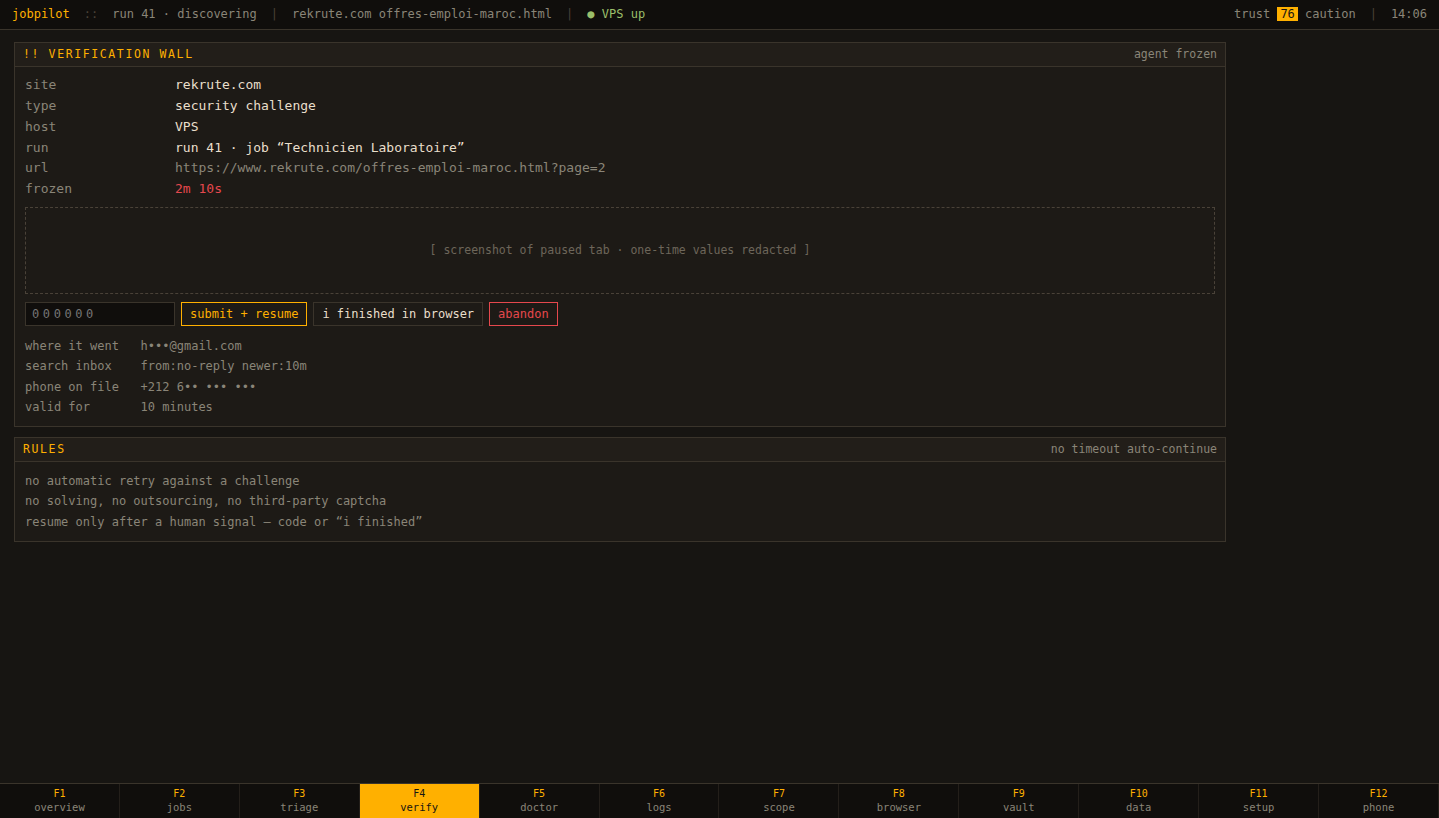 jobpilot :: run 41 · discovering | rekrute.com offres-emploi-maroc.html | ● VPS up trust 76 caution | 14:06
!! VERIFICATION WALL agent frozen
site rekrute.com
type security challenge
host VPS
run run 41 · job “Technicien Laboratoire”
url https://www.rekrute.com/offres-emploi-maroc.html?page=2
frozen 2m 10s
[ screenshot of paused tab · one-time values redacted ]
000000 submit + resume i finished in browser abandon
where it went h•••@gmail.com
search inbox from:no-reply newer:10m
phone on file +212 6•• ••• •••
valid for 10 minutes
RULES no timeout auto-continue
no automatic retry against a challenge
no solving, no outsourcing, no third-party captcha
resume only after a human signal — code or “i finished”
F1 F2 F3 F4 F5 F6 F7 F8 F9 F10 F11 F12
overview jobs triage verify doctor logs scope browser vault data setup phone